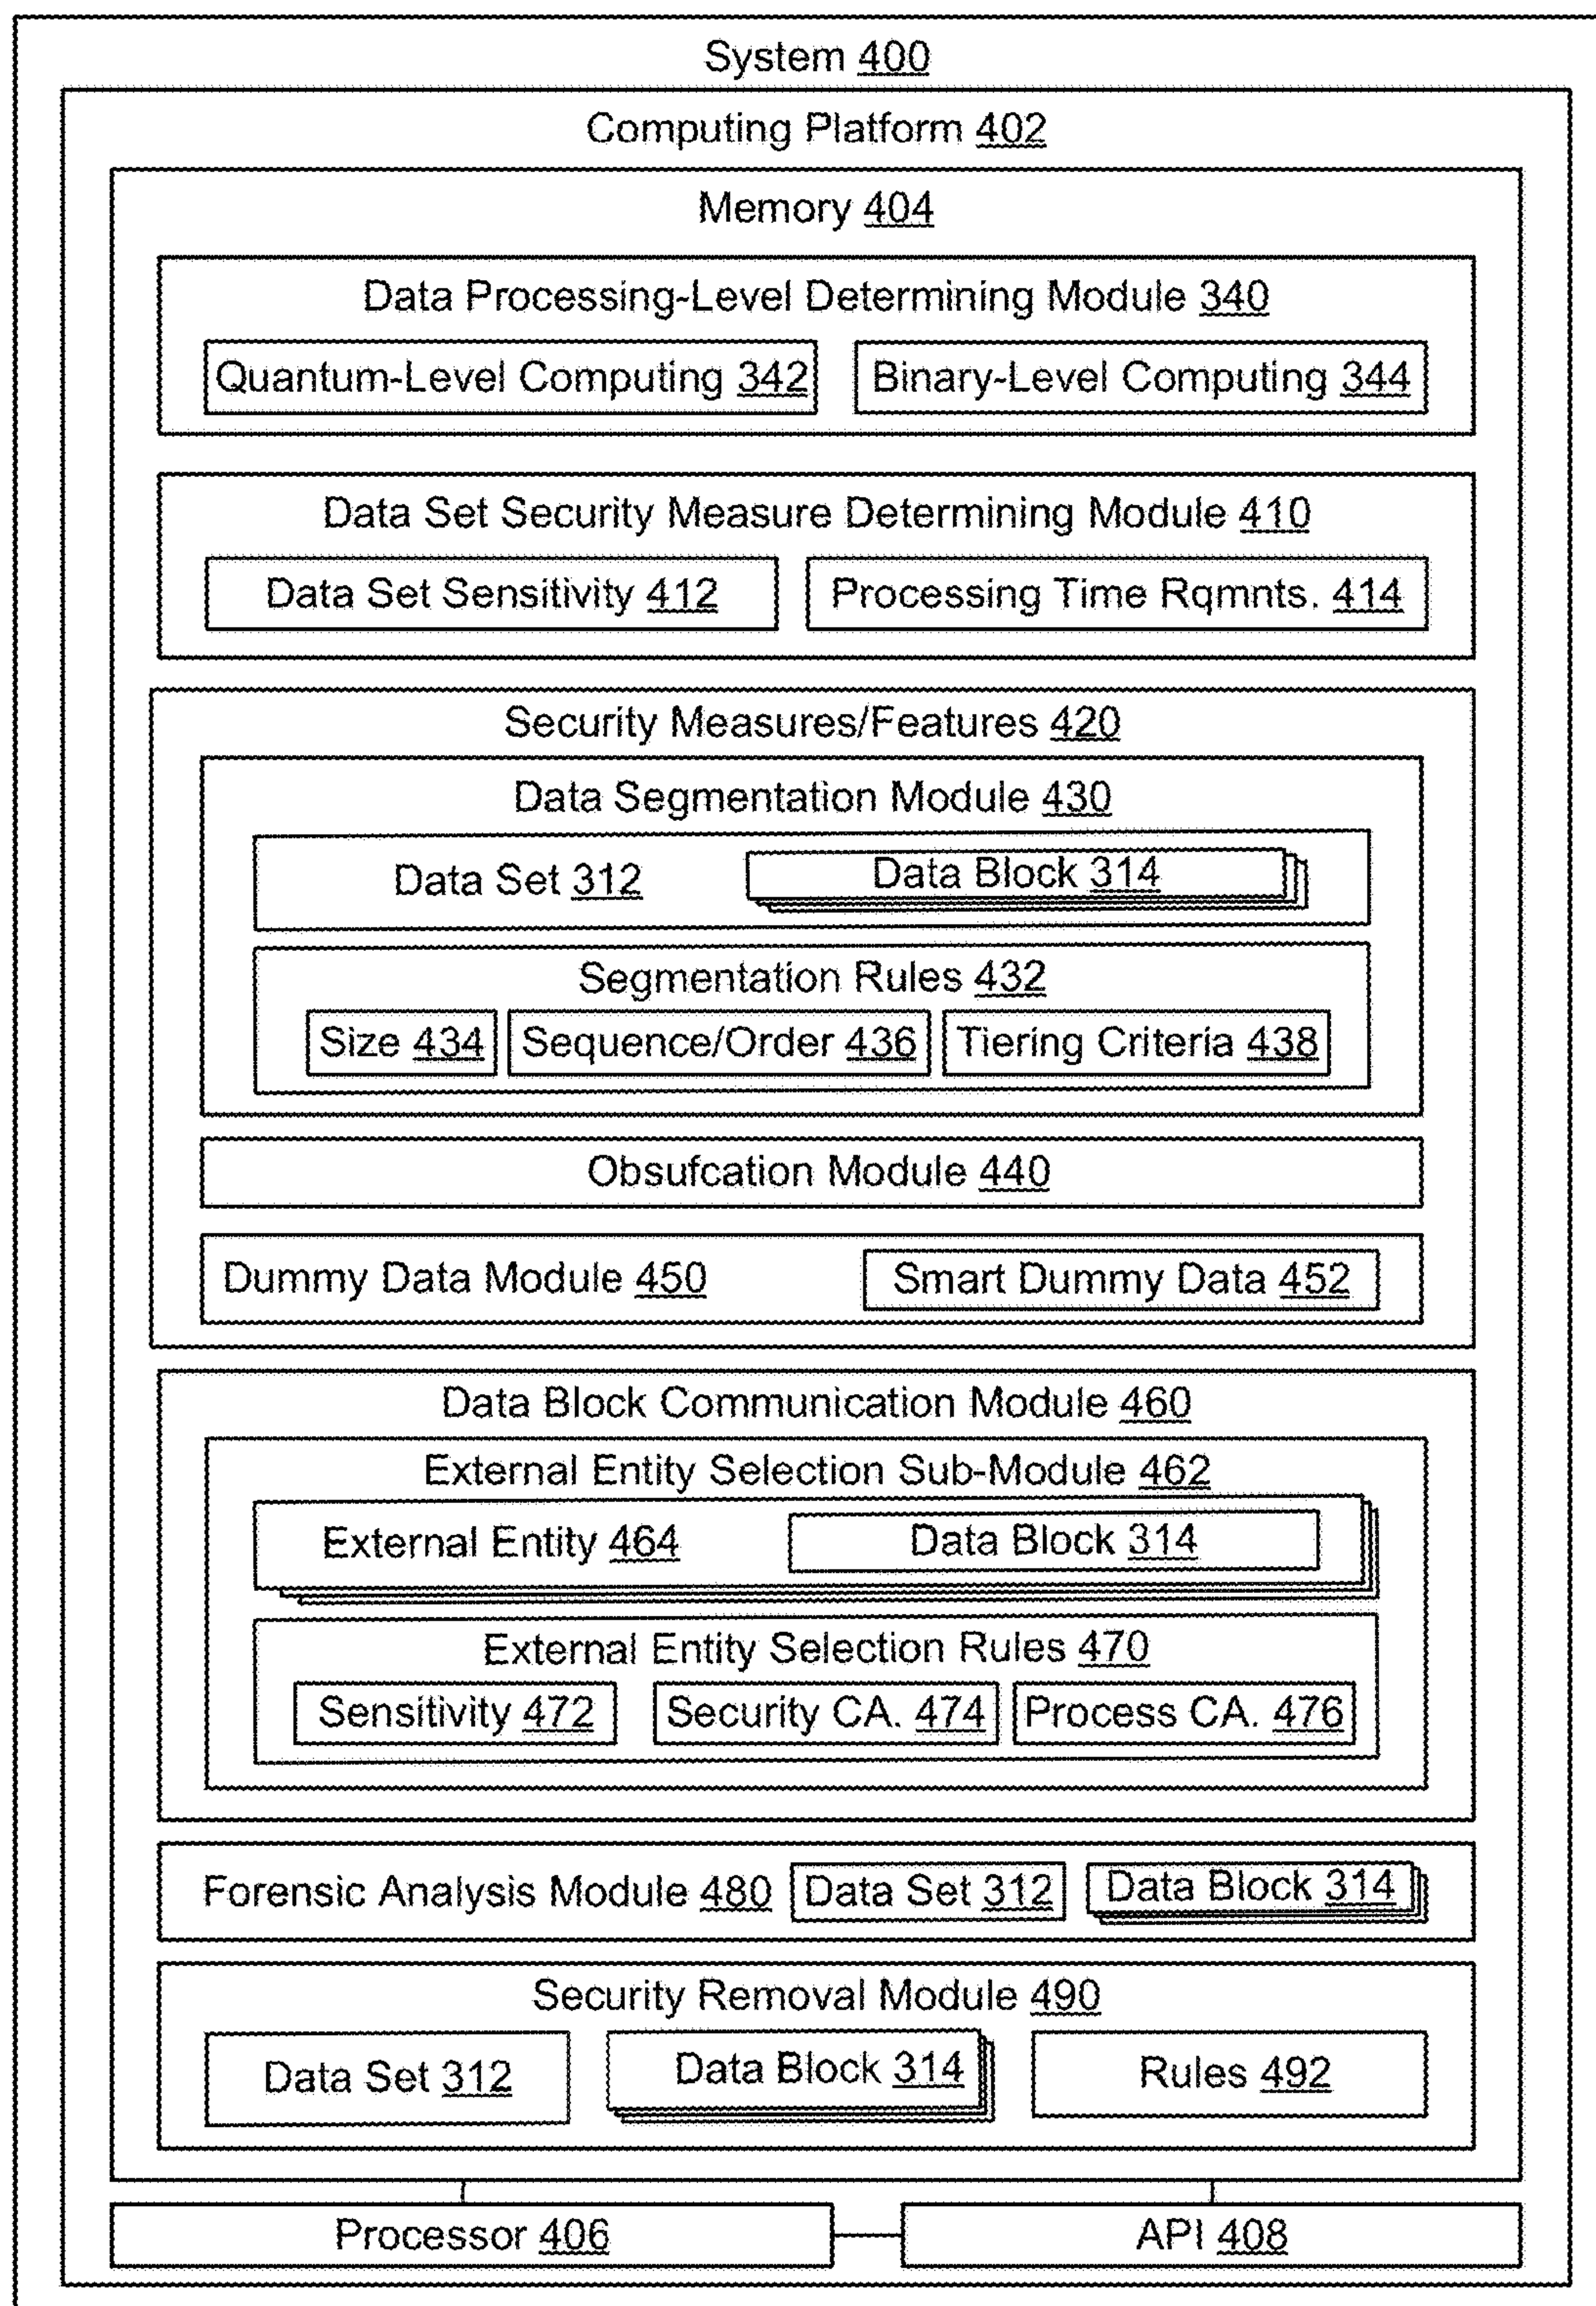 System 400
Computing Platform 402
Memory 404
Data Processing-Level Determining Module 340
Quantum-Level Computing 342 Binary-Level Computing 344
Data Set Security Measure Determining Module 410
Data Set Sensitivity 412 Processing Time Rqmnts. 414
Security Measures/Features 420
Data Segmentation Module 430
Data Set 312 Data Block 314
Segmentation Rules 432
Size 434 Sequence/Order 436 Tiering Criteria 438
Obsufcation Module 440
Dummy Data Module 450 Smart Dummy Data 452
Data Block Communication Module 460
External Entity Selection Sub-Module 462
External Entity 464 Data Block 314
External Entity Selection Rules 470
Sensitivity 472 Security CA. 474 Process CA. 476
Forensic Analysis Module 480 Data Set 312 Data Block 314
Security Removal Module 490
Data Set 312 Data Block 314 Rules 492
Processor 406 API 408